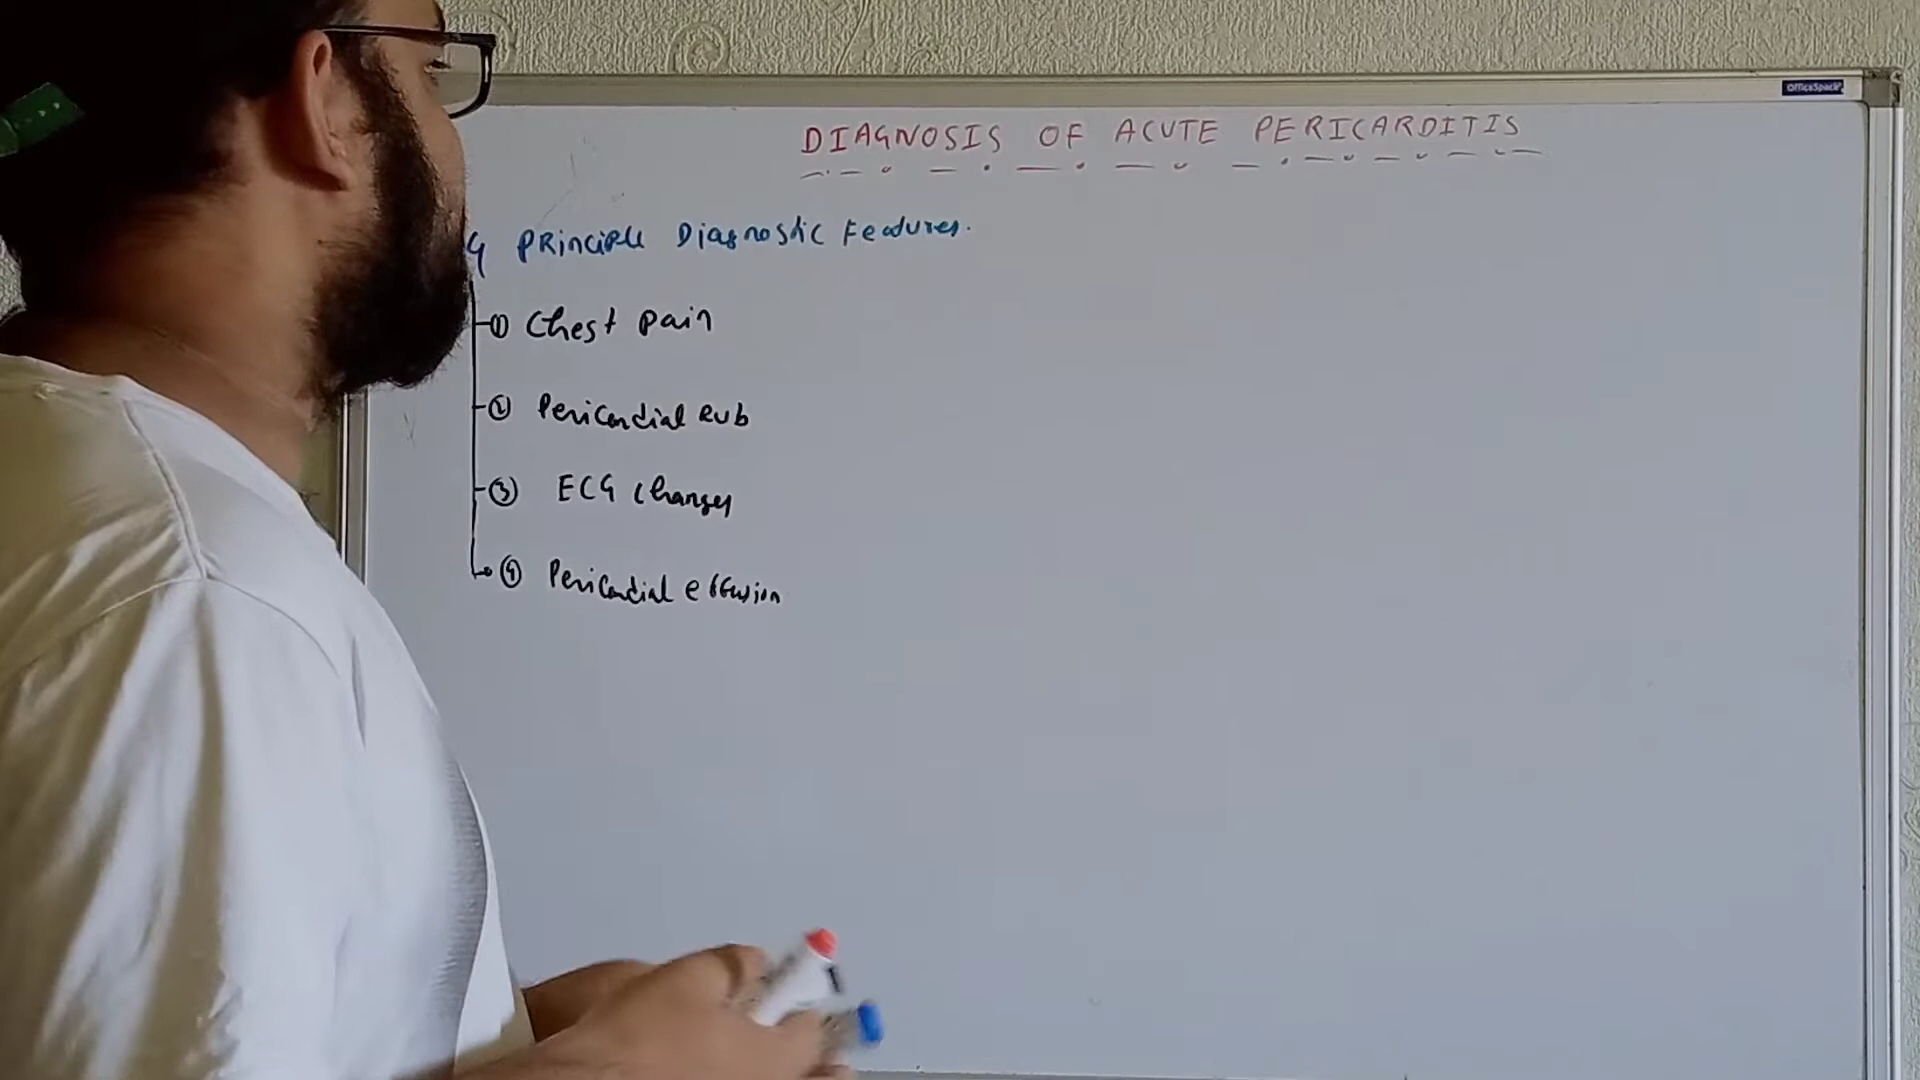 OfficeSpace
DIAGNOSIS OF ACUTE PERICARDITIS
4 PRinciple Diagnostic Features.
① Chest pain
② Pericardial Rub
③ ECG changes
④ Pericardial effusion